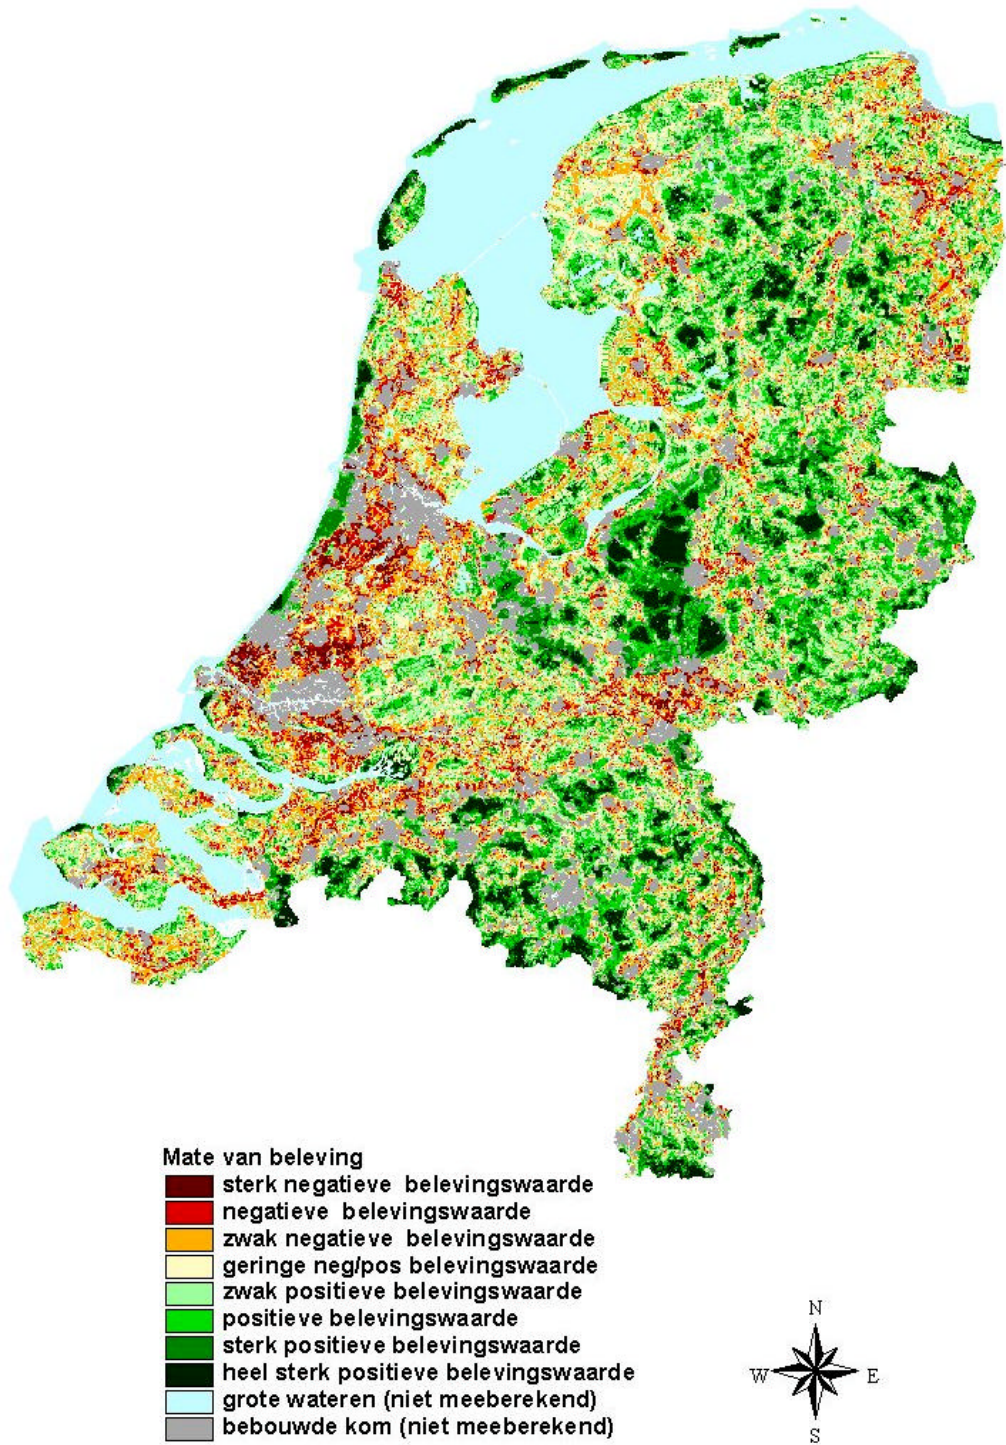 Mate van beleving
sterk negatieve belevingswaarde
negatieve belevingswaarde
zwak negatieve belevingswaarde
geringe neg/pos belevingswaarde
zwak positieve belevingswaarde
positieve belevingswaarde
sterk positieve belevingswaarde
heel sterk positieve belevingswaarde
grote wateren (niet meeberekend)
bebouwde kom (niet meeberekend)
N
W E
S